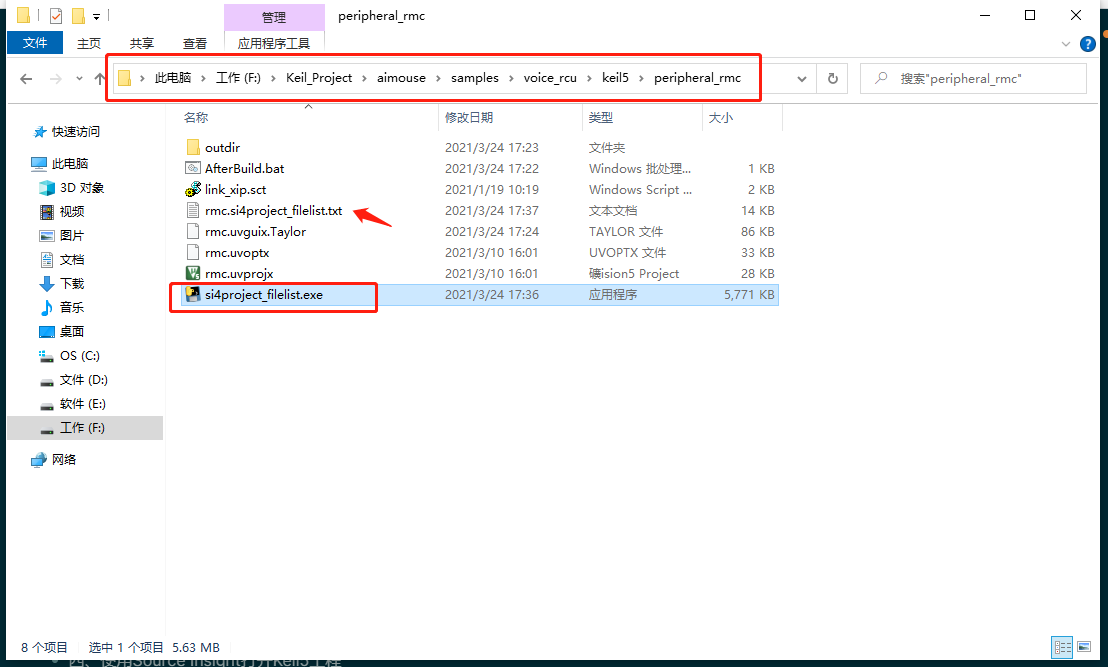 管理
peripheral_rmc
文件
主页
共享
查看
应用程序工具
此电脑 > 工作 (F:) > Keil_Project > aimouse > samples > voice_rcu > keil5 > peripheral_rmc
搜索"peripheral_rmc"
快速访问
此电脑
3D 对象
视频
图片
文档
下载
音乐
桌面
OS (C:)
文件 (D:)
软件 (E:)
工作 (F:)
网络
名称 修改日期 类型 大小
outdir 2021/3/24 17:23 文件夹
AfterBuild.bat 2021/3/24 17:22 Windows 批处理... 1 KB
link_xip.sct 2021/1/19 10:19 Windows Script ... 2 KB
rmc.si4project_filelist.txt 2021/3/24 17:37 文本文档 14 KB
rmc.uvguix.Taylor 2021/3/24 17:24 TAYLOR 文件 86 KB
rmc.uvoptx 2021/3/10 16:01 UVOPTX 文件 33 KB
rmc.uvprojx 2021/3/10 16:01 礦ision5 Project 28 KB
si4project_filelist.exe 2021/3/24 17:36 应用程序 5,771 KB
8 个项目 选中 1 个项目 5.63 MB
四、使用Source Insight打开Keil5工程